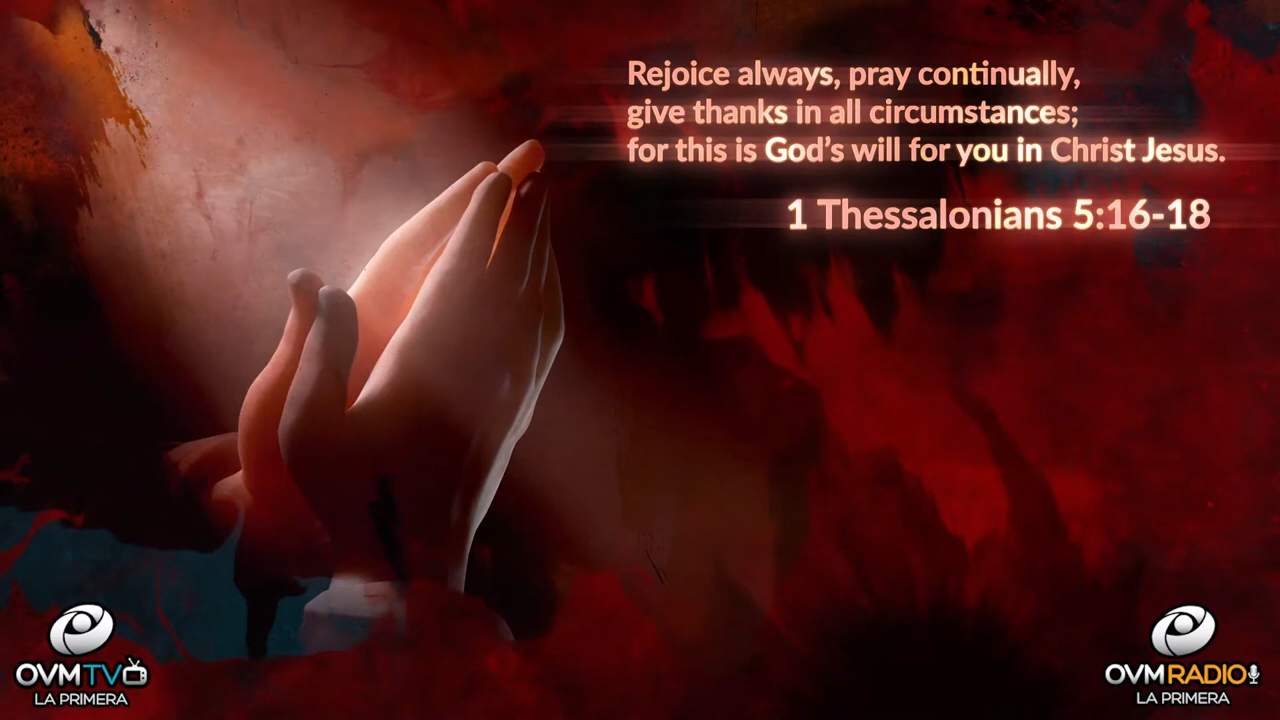 Rejoice always, pray continually,
give thanks in all circumstances;
for this is God’s will for you in Christ Jesus.
1 Thessalonians 5:16-18
OVMTV
LA PRIMERA
OVMRADIO
LA PRIMERA